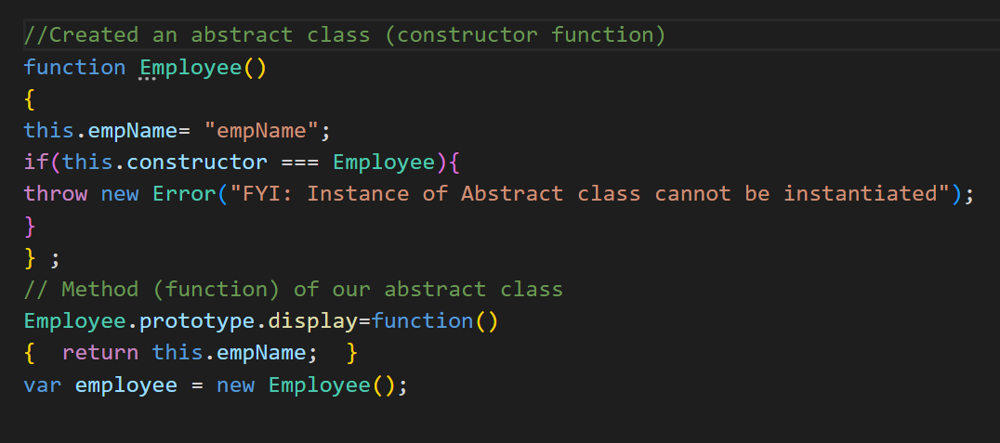 //Created an abstract class (constructor function)
function Employee()
{
this.empName= "empName";
if(this.constructor === Employee){
throw new Error("FYI: Instance of Abstract class cannot be instantiated");
}
} ;
// Method (function) of our abstract class
Employee.prototype.display=function()
{  return this.empName;  }
var employee = new Employee();